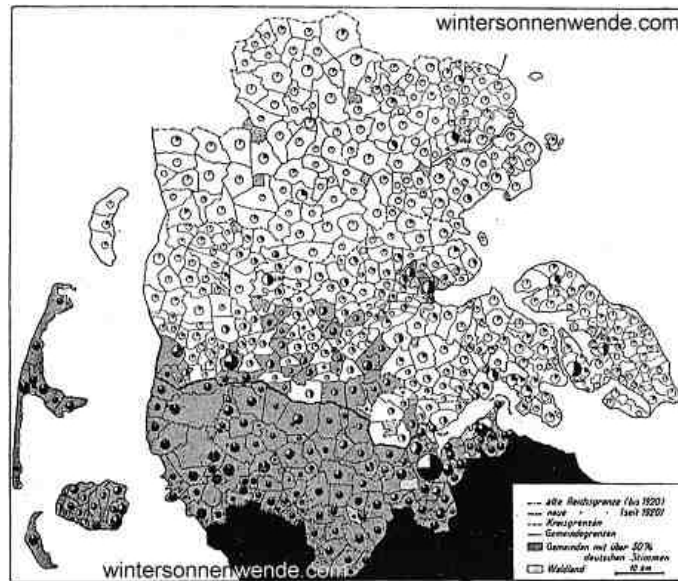 wintersonnenwende.com
alte Reichsgrenze (bis 1920)
neue " " (seit 1920)
Kreisgrenzen
Gemeindegrenzen
Gemeinden mit über 50%
deutschen Stimmen
Waldland
10 km
wintersonnenwende.com